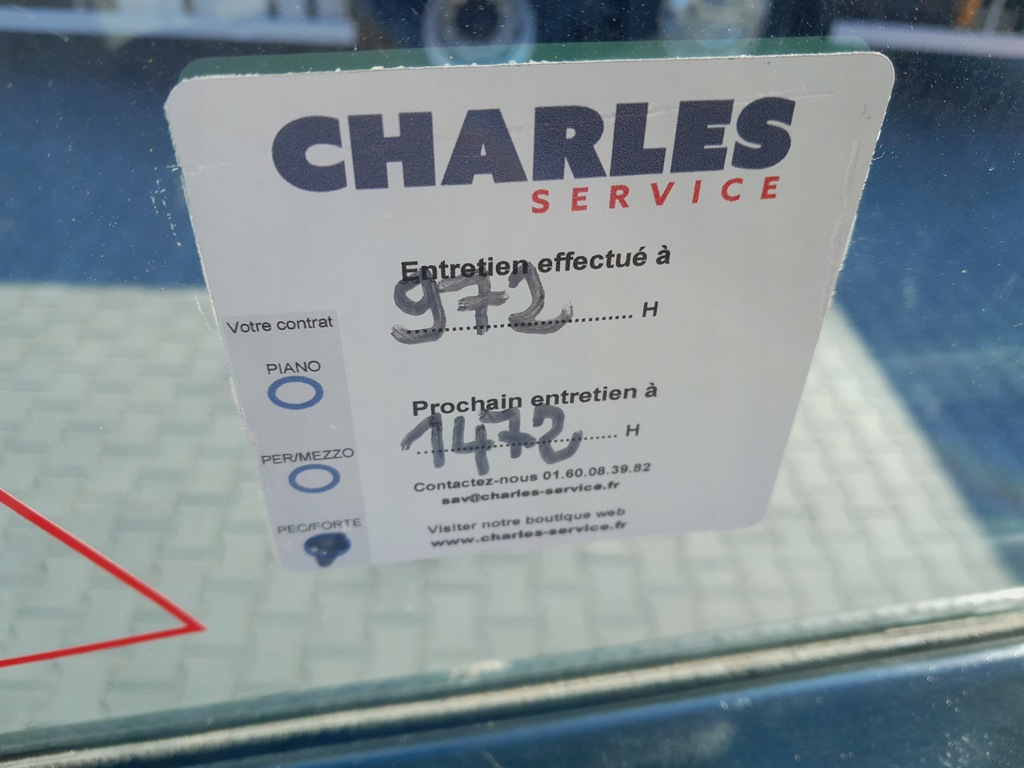 CHARLES
SERVICE
Entretien effectué à
972 H
Votre contrat
PIANO
PER/MEZZO
PEC/FORTE
Prochain entretien à
1472 H
Contactez-nous 01.60.08.39.82
sav@charles-service.fr
Visiter notre boutique web
www.charles-service.fr